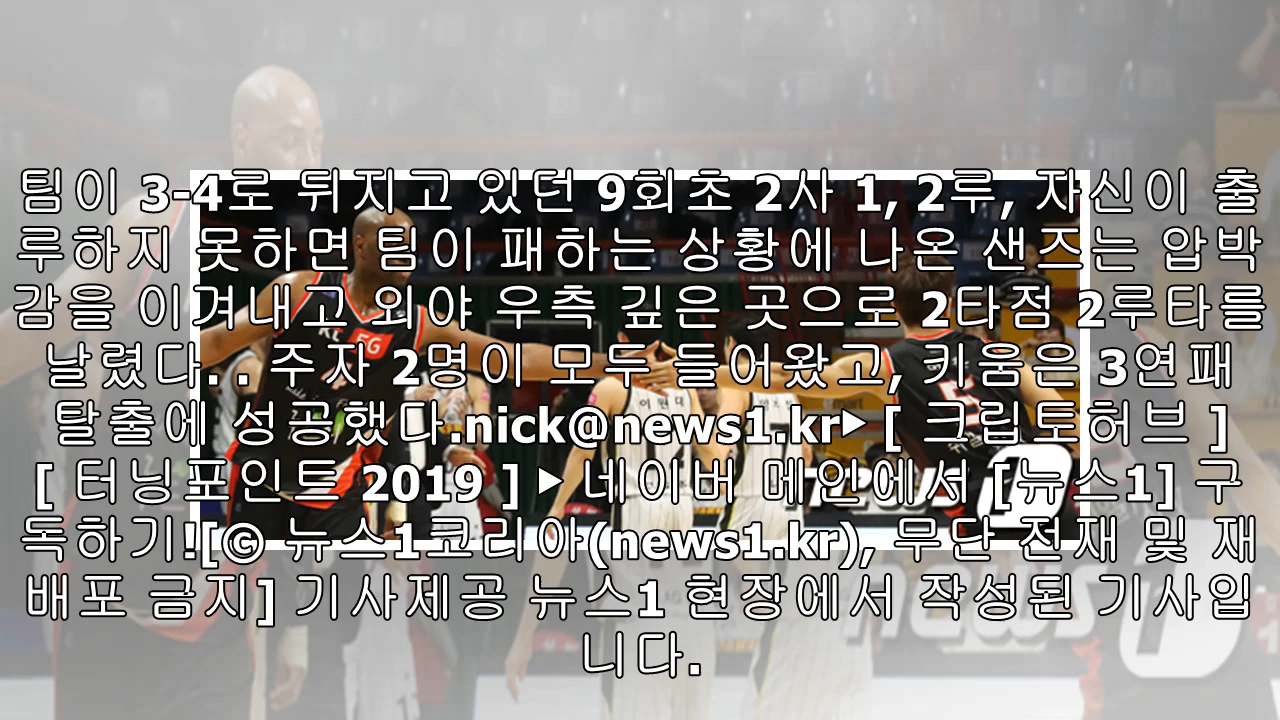 팀이 3-4로 뒤지고 있던 9회초 2사 1, 2루, 자신이 출
루하지 못하면 팀이 패하는 상황에 나온 샌즈는 압박
감을 이겨내고 외야 우측 깊은 곳으로 2타점 2루타를
날렸다. . 주자 2명이 모두 들어왔고, 키움은 3연패
탈출에 성공했다.nick@news1.kr▶ [ 크립토허브 ]
[ 터닝포인트 2019 ] ▶ 네이버 메인에서 [뉴스1] 구
독하기![© 뉴스1코리아(news1.kr), 무단 전재 및 재
배포 금지] 기사제공 뉴스1 현장에서 작성된 기사입
니다.
5G
이원대
news 1